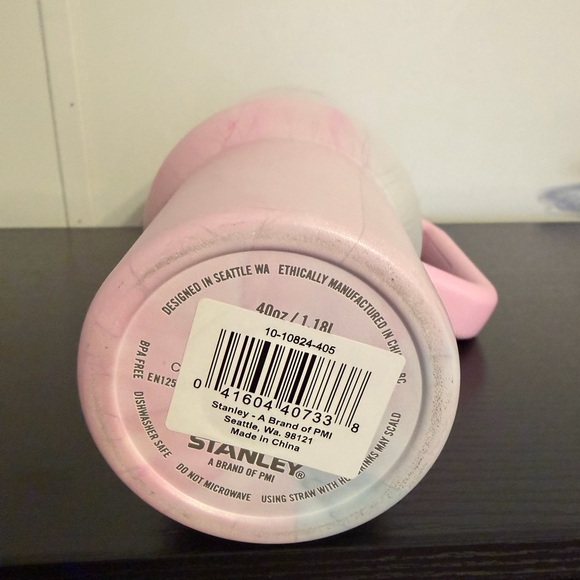 DESIGNED IN SEATTLE WA ETHICALLY MANUFACTURED IN
40oz / 1.18L
10-10824-405
0 41604 40733 8
Stanley - A Brand of PMI
Seattle, Wa. 98121
Made in China
BPA FREE
DISHWASHER SAFE
STANLEY®
A BRAND OF PMI
DO NOT MICROWAVE
USING STRAW WITH
MAY SCALD